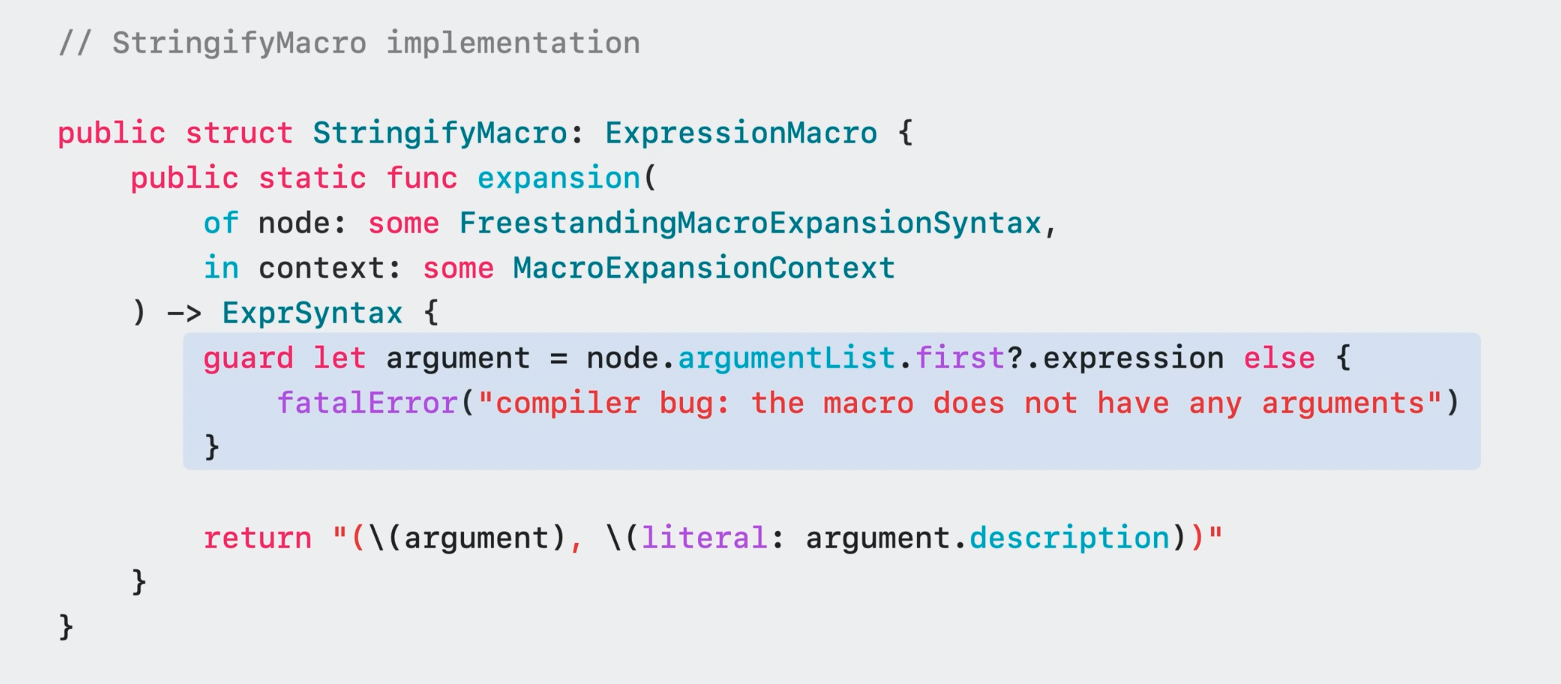 // StringifyMacro implementation

public struct StringifyMacro: ExpressionMacro {
    public static func expansion(
        of node: some FreestandingMacroExpansionSyntax,
        in context: some MacroExpansionContext
    ) -> ExprSyntax {
        guard let argument = node.argumentList.first?.expression else {
            fatalError("compiler bug: the macro does not have any arguments")
        }

        return "(\(argument), \(literal: argument.description))"
    }
}